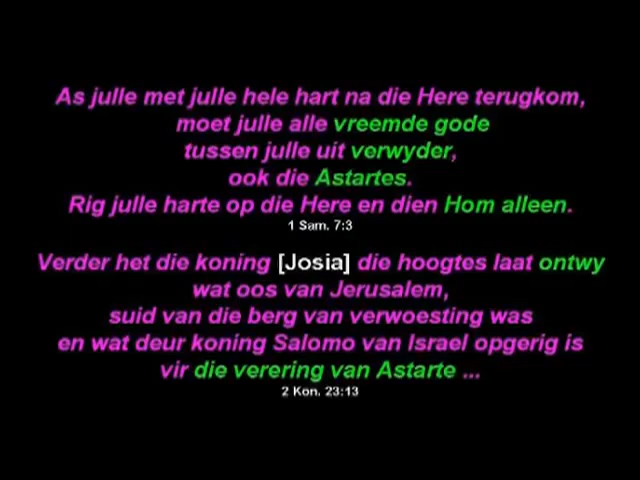 As julle met julle hele hart na die Here terugkom,
moet julle alle vreemde gode
tussen julle uit verwyder,
ook die Astartes.
Rig julle harte op die Here en dien Hom alleen.
1 Sam. 7:3
Verder het die koning [Josia] die hoogtes laat ontwy
wat oos van Jerusalem,
suid van die berg van verwoesting was
en wat deur koning Salomo van Israel opgerig is
vir die verering van Astarte ...
2 Kon. 23:13